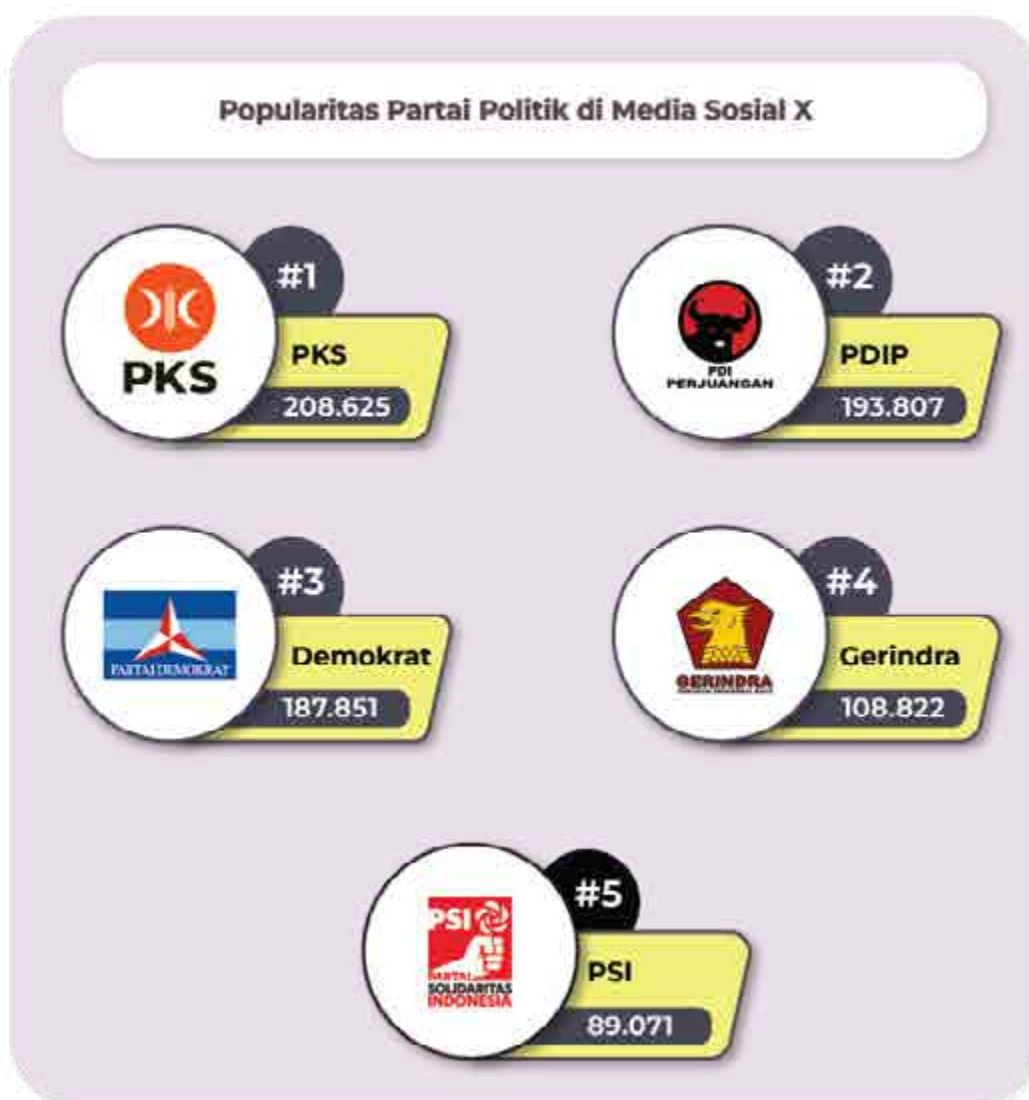 Popularitas Partai Politik di Media Sosial X
#1
PKS
PKS
208.625
#2
PDI
PERJUANGAN
PDIP
193.807
#3
PARTAI DEMOKRAT
Demokrat
187.851
#4
GERINDRA
Gerindra
108.822
#5
PSI
PARTAI
SOLIDARITAS
INDONESIA
PSI
89.071